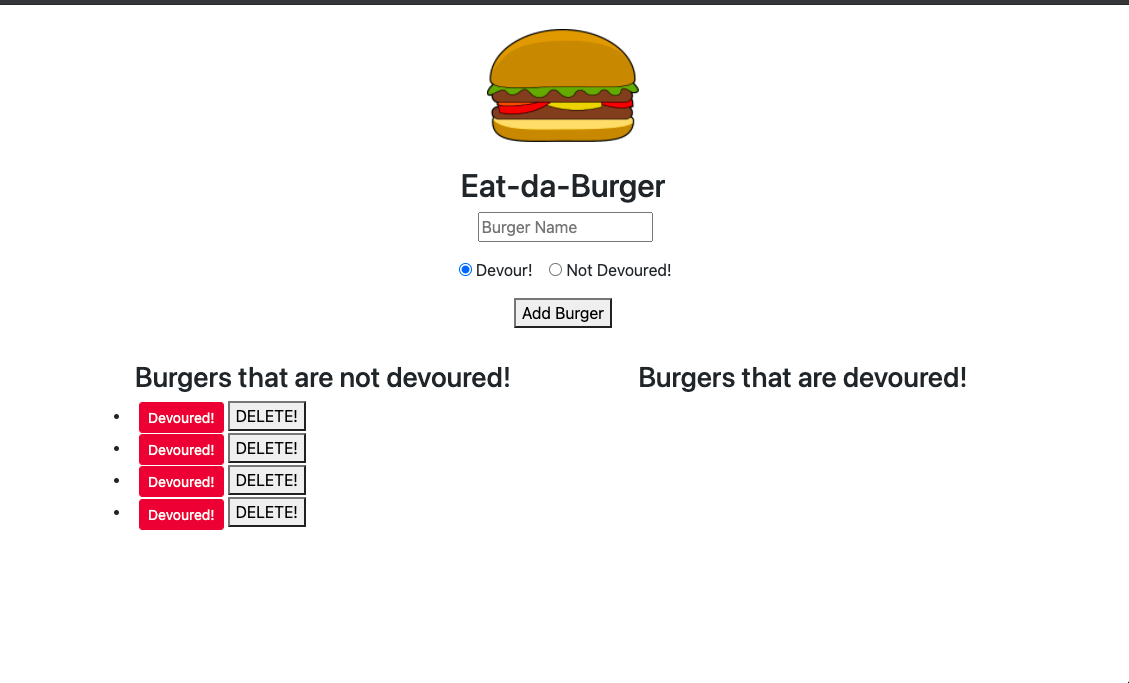 Eat-da-Burger
Burger Name
Devour! Not Devoured!
Add Burger
Burgers that are not devoured!
Devoured! DELETE!
Devoured! DELETE!
Devoured! DELETE!
Devoured! DELETE!
Burgers that are devoured!